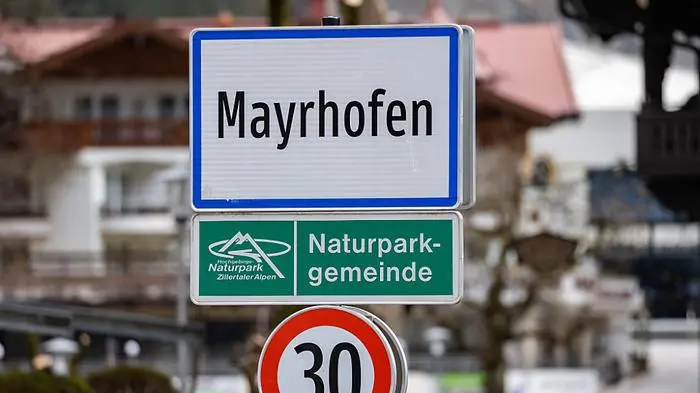 Mayrhofen
Hochgebirgs-
Naturpark
Zillertaler Alpen
Naturpark-
gemeinde
30